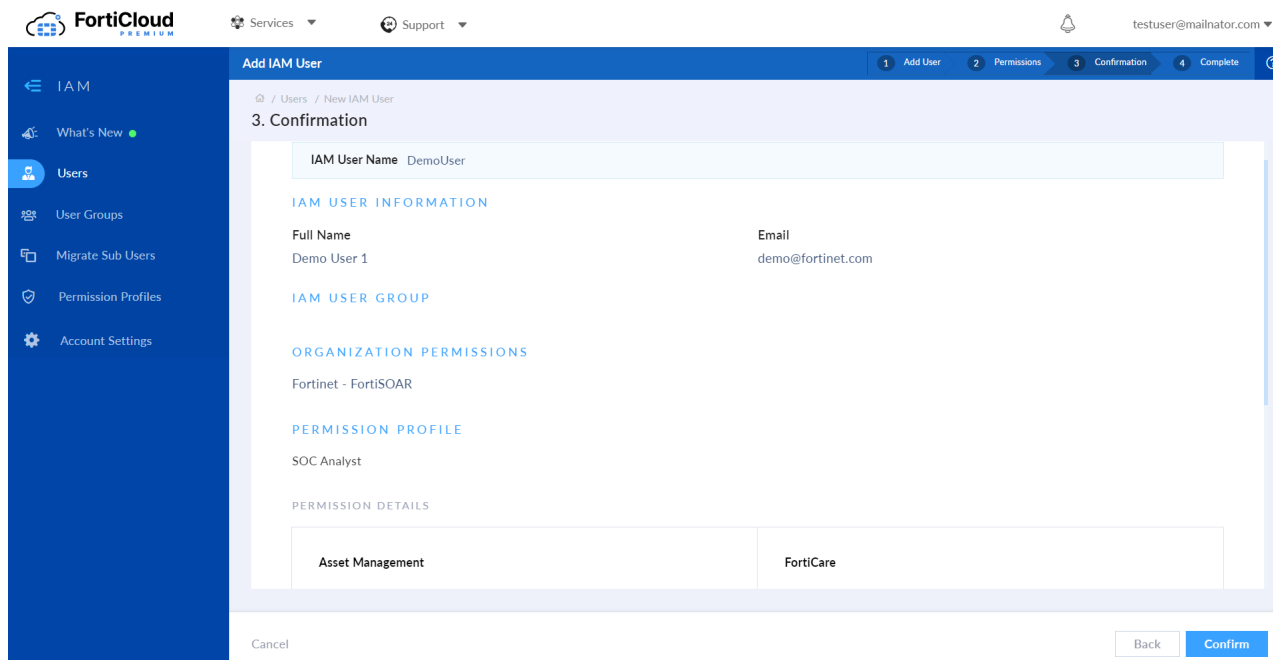 FortiCloud
PREMIUM
Services
24
Support
testuser@mailnator.com
IAM
What's New
Users
User Groups
Migrate Sub Users
Permission Profiles
Account Settings
Add IAM User
1 Add User 2 Permissions 3 Confirmation 4 Complete
/ Users / New IAM User
3. Confirmation
IAM User Name DemoUser
IAM USER INFORMATION
Full Name Email
Demo User 1 demo@fortinet.com
IAM USER GROUP
ORGANIZATION PERMISSIONS
Fortinet - FortiSOAR
PERMISSION PROFILE
SOC Analyst
PERMISSION DETAILS
Asset Management FortiCare
Cancel Back Confirm